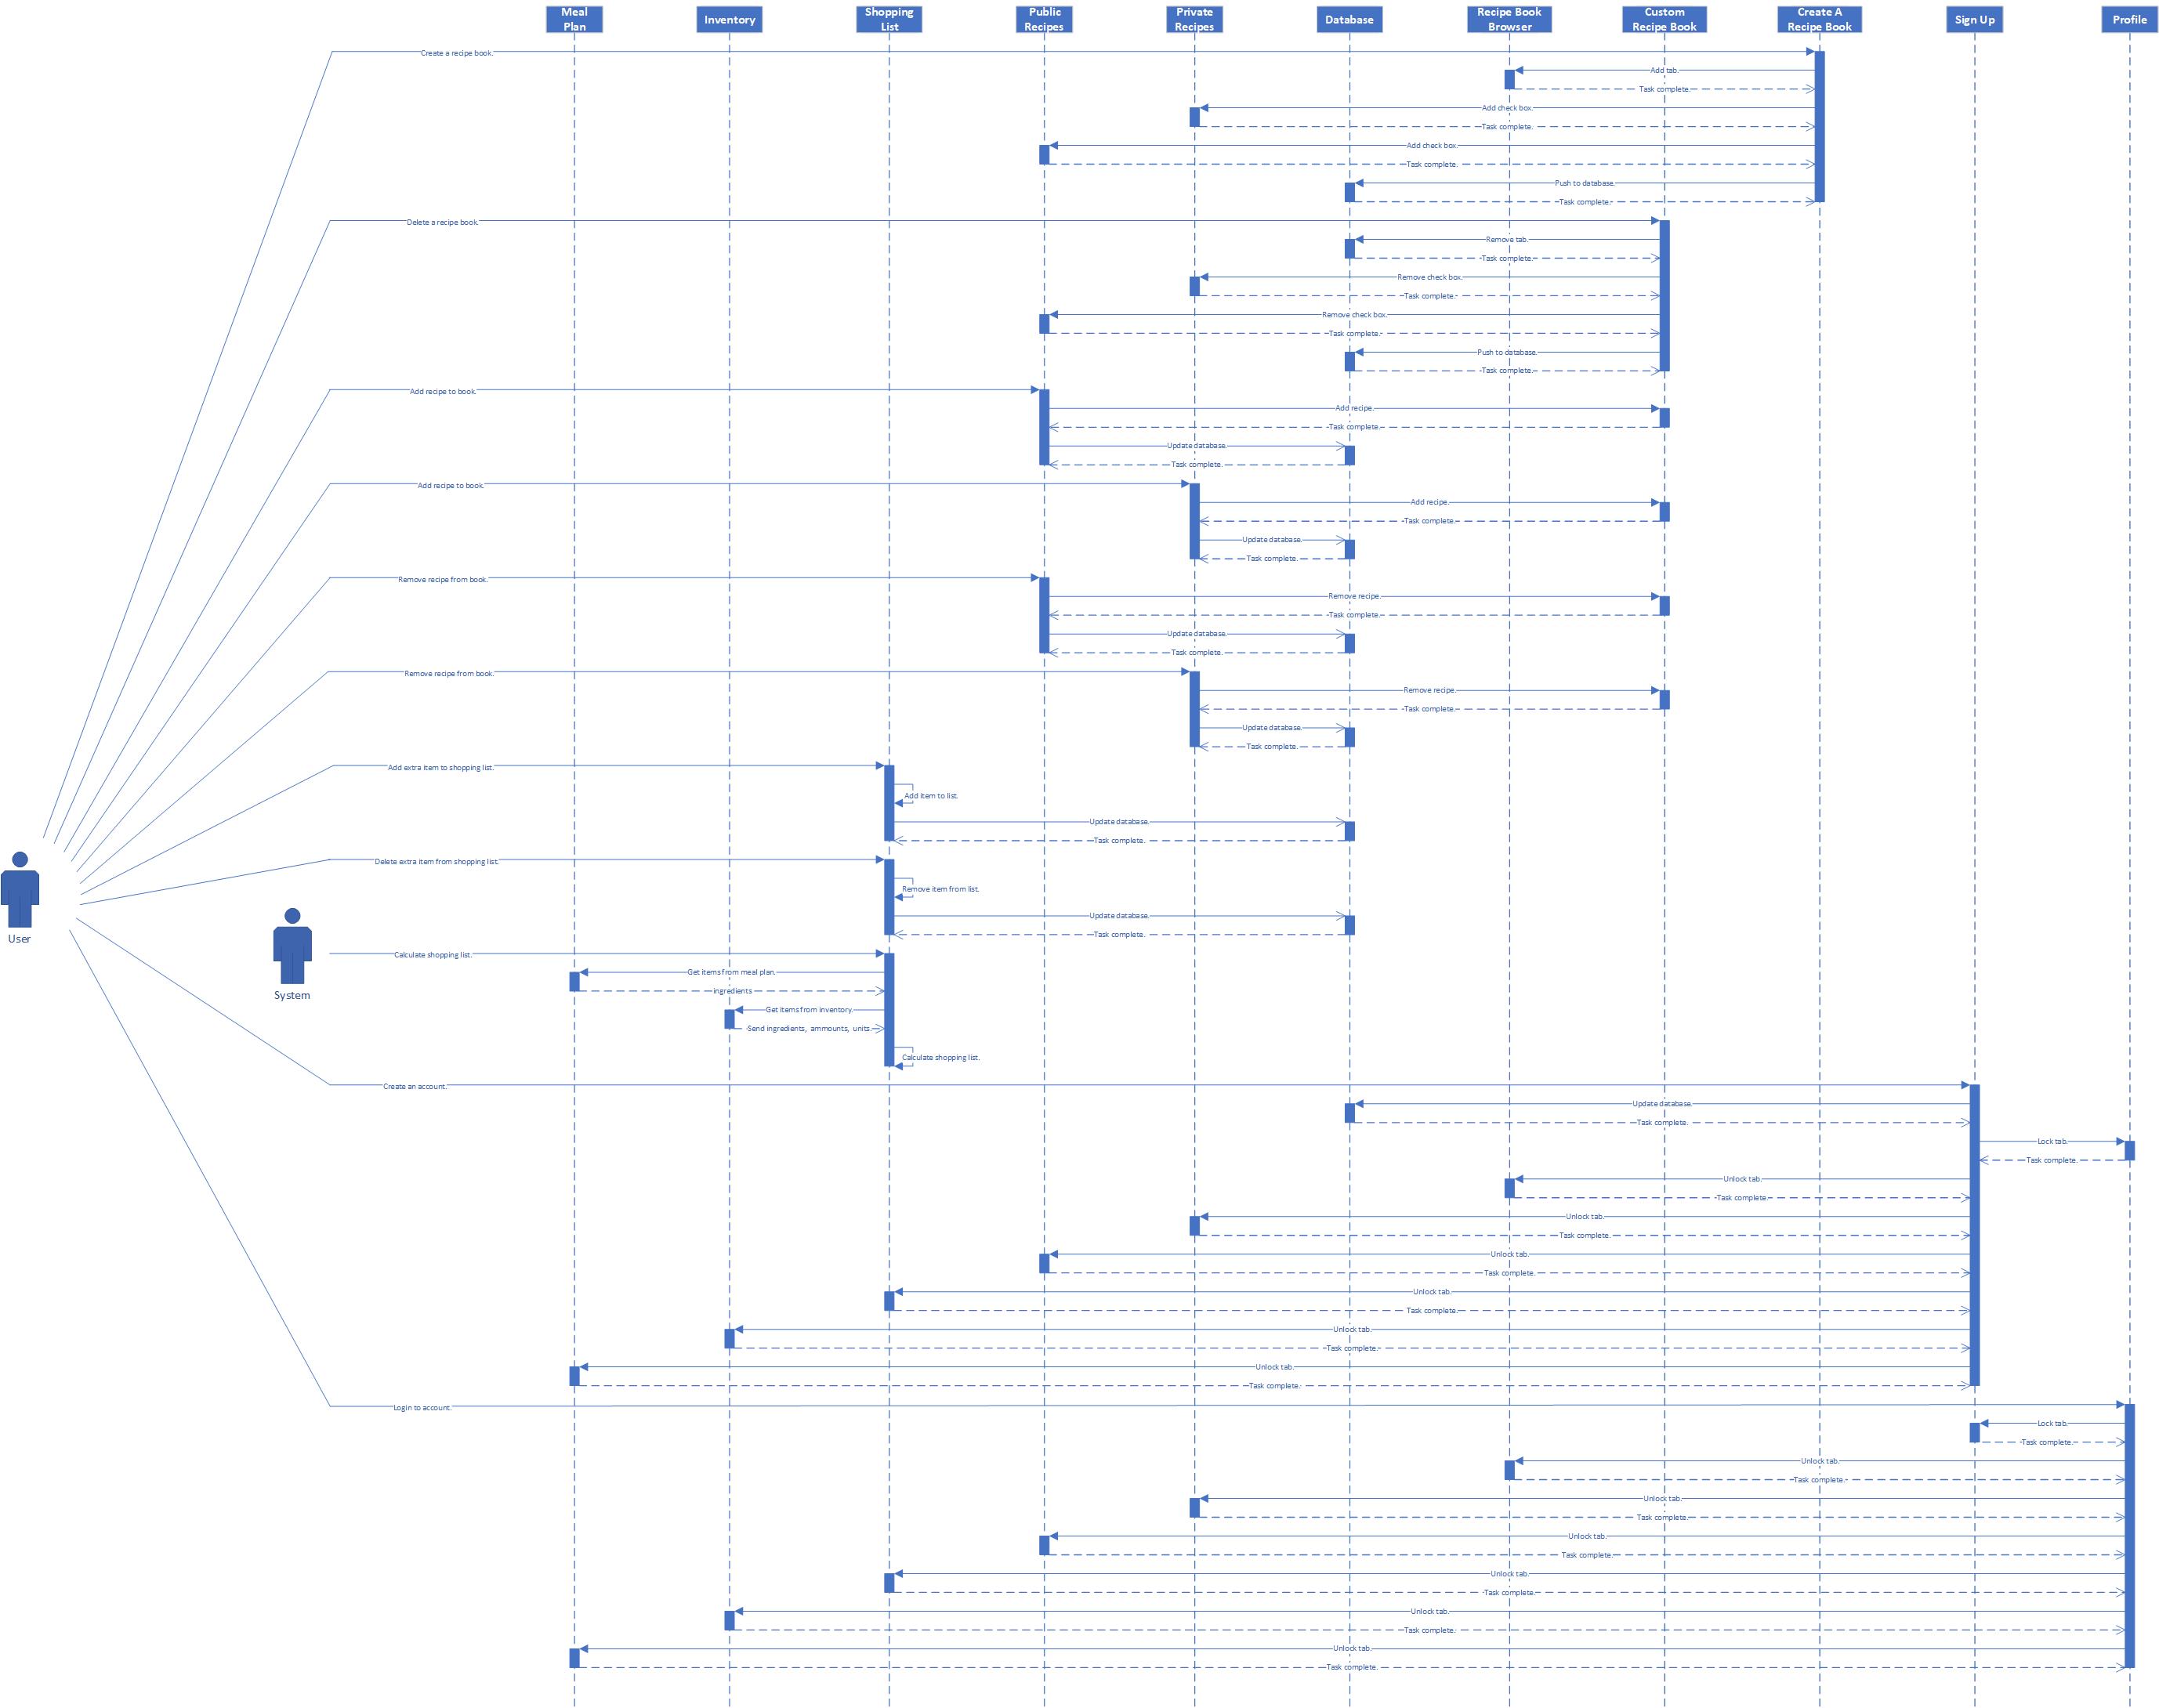 Meal
Plan
Inventory
Shopping
List
Public
Recipes
Private
Recipes
Database
Recipe Book
Browser
Custom
Recipe Book
Create A
Recipe Book
Sign Up
Profile
Create a recipe book.
Add tab.
Task complete.
Add check box.
Task complete.
Add check box.
Task complete.
Push to database.
Task complete.
Delete a recipe book.
Remove tab.
Task complete.
Remove check box.
Task complete.
Remove check box.
Task complete.
Push to database.
Task complete.
Add recipe to book.
Add recipe.
Task complete.
Update database.
Task complete.
Add recipe to book.
Add recipe.
Task complete.
Update database.
Task complete.
Remove recipe from book.
Remove recipe.
Task complete.
Update database.
Task complete.
Remove recipe from book.
Remove recipe.
Task complete.
Update database.
Task complete.
Add extra item to shopping list.
Add item to list.
Update database.
Task complete.
Delete extra item from shopping list.
Remove item from list.
Update database.
Task complete.
User
Calculate shopping list.
Get items from meal plan.
ingredients
System
Get items from inventory.
Send ingredients, ammounts, units.
Calculate shopping list.
Create an account.
Update database.
Task complete.
Lock tab.
Task complete.
Unlock tab.
Task complete.
Unlock tab.
Task complete.
Unlock tab.
Task complete.
Unlock tab.
Task complete.
Unlock tab.
Task complete.
Unlock tab.
Task complete.
Login to account.
Lock tab.
Task complete.
Unlock tab.
Task complete.
Unlock tab.
Task complete.
Unlock tab.
Task complete.
Unlock tab.
Task complete.
Unlock tab.
Task complete.
Unlock tab.
Task complete.